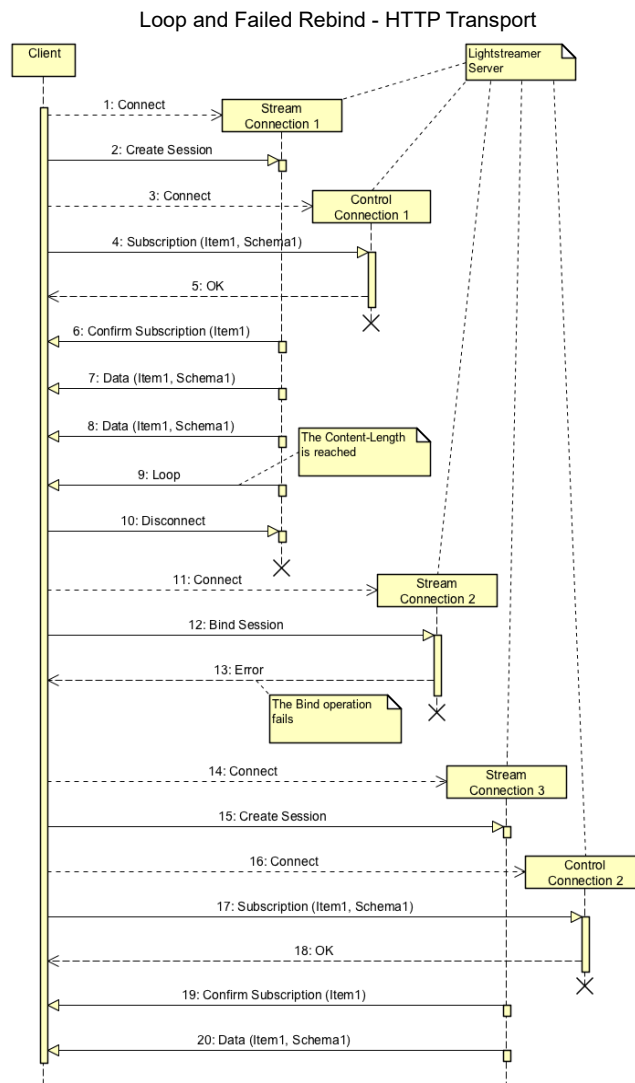 Loop and Failed Rebind - HTTP Transport
Client
Lightstreamer
Server
1: Connect
Stream
Connection 1
2: Create Session
3: Connect
Control
Connection 1
4: Subscription (Item1, Schema1)
5: OK
6: Confirm Subscription (Item1)
7: Data (Item1, Schema1)
8: Data (Item1, Schema1)
The Content-Length
is reached
9: Loop
10: Disconnect
11: Connect
Stream
Connection 2
12: Bind Session
13: Error
The Bind operation
fails
14: Connect
Stream
Connection 3
15: Create Session
16: Connect
Control
Connection 2
17: Subscription (Item1, Schema1)
18: OK
19: Confirm Subscription (Item1)
20: Data (Item1, Schema1)